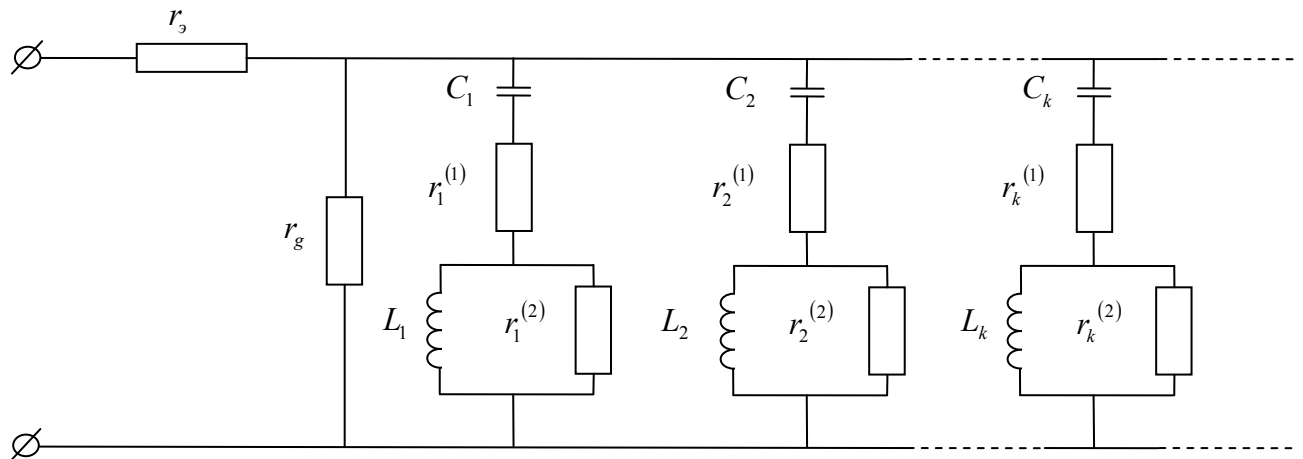 r_э
C_1 C_2 C_k
r_1^(1) r_2^(1) r_k^(1)
r_g
L_1 r_1^(2) L_2 r_2^(2) L_k r_k^(2)